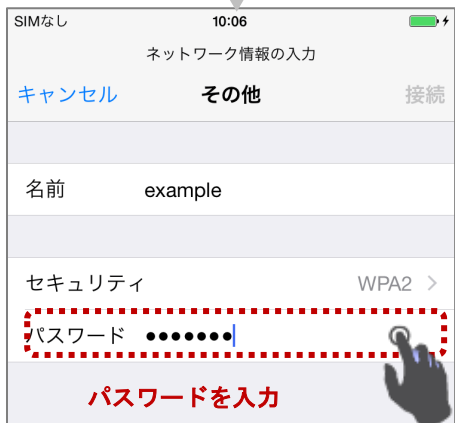 SIMなし 10:06
ネットワーク情報の入力
キャンセル その他 接続
名前 example
セキュリティ WPA2
パスワード ●●●●●●●
パスワードを入力